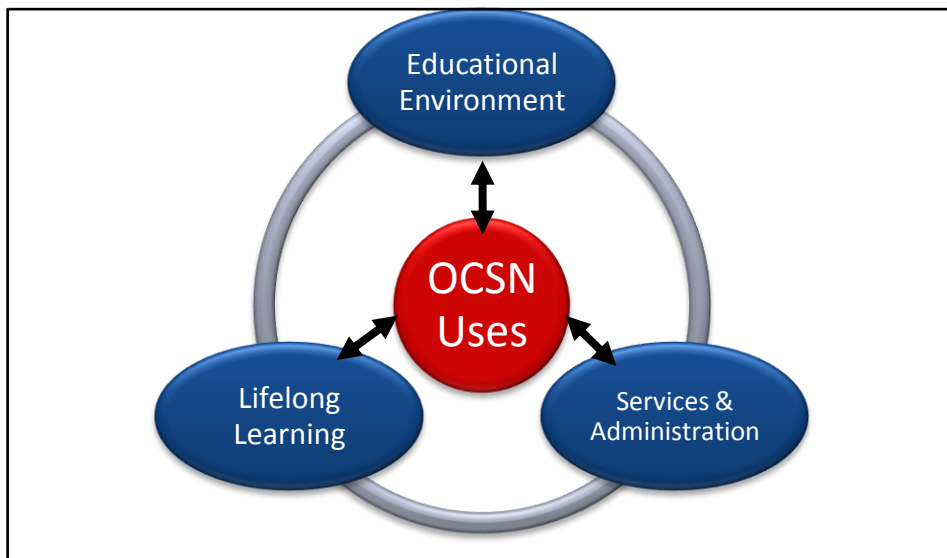 Educational
Environment
OCSN
Uses
Lifelong
Learning
Services &
Administration